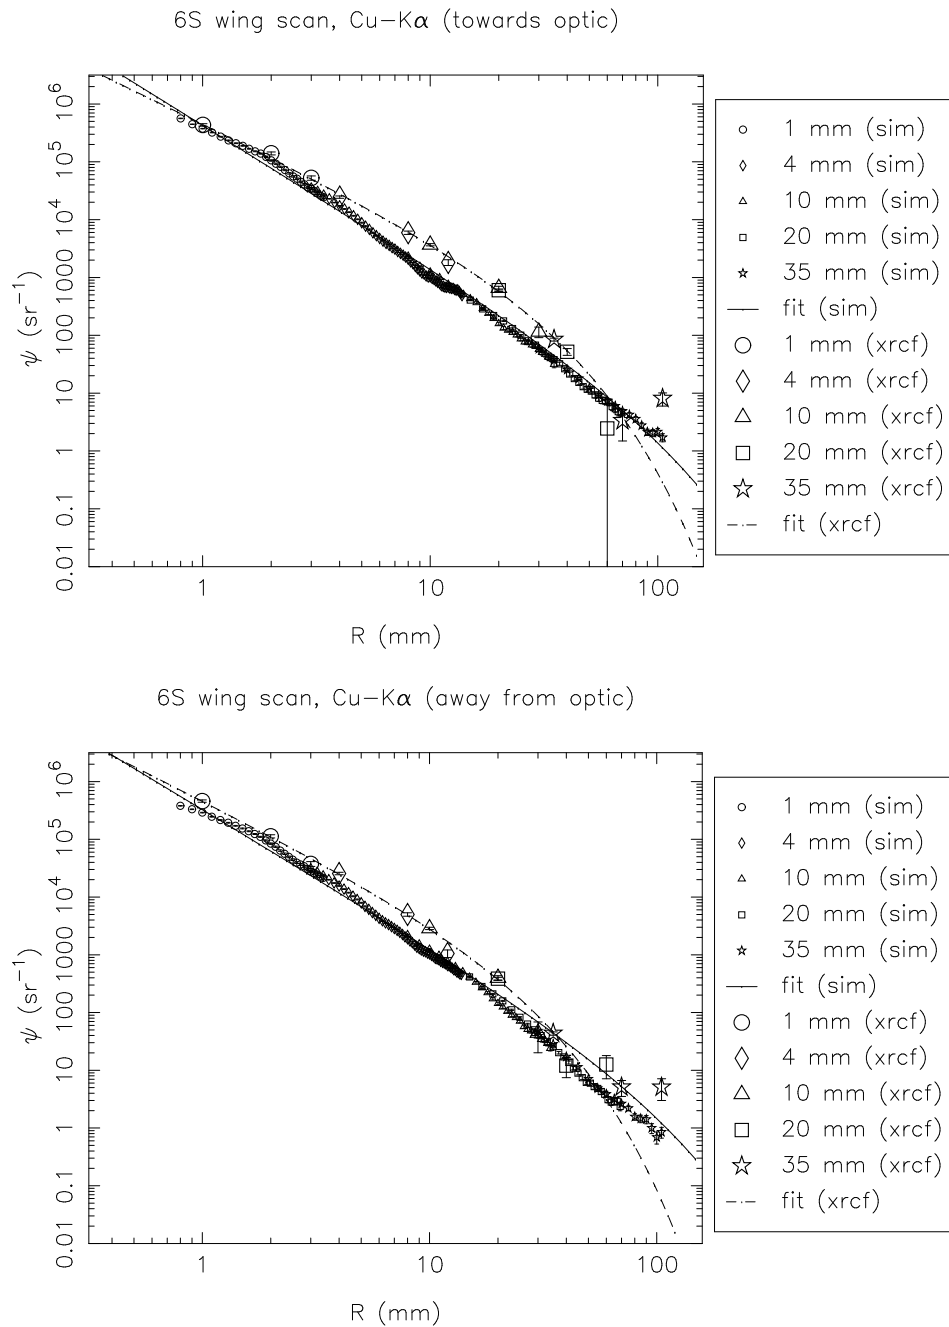 6S wing scan, Cu−Kα (towards optic)
10⁶
10⁵
10⁴
1000
100
10
1
0.1
0.01
ψ (sr⁻¹)
1 10 100
R (mm)
1 mm (sim)
4 mm (sim)
10 mm (sim)
20 mm (sim)
35 mm (sim)
fit (sim)
1 mm (xrcf)
4 mm (xrcf)
10 mm (xrcf)
20 mm (xrcf)
35 mm (xrcf)
fit (xrcf)
6S wing scan, Cu−Kα (away from optic)
10⁶
10⁵
10⁴
1000
100
10
1
0.1
0.01
ψ (sr⁻¹)
1 10 100
R (mm)
1 mm (sim)
4 mm (sim)
10 mm (sim)
20 mm (sim)
35 mm (sim)
fit (sim)
1 mm (xrcf)
4 mm (xrcf)
10 mm (xrcf)
20 mm (xrcf)
35 mm (xrcf)
fit (xrcf)